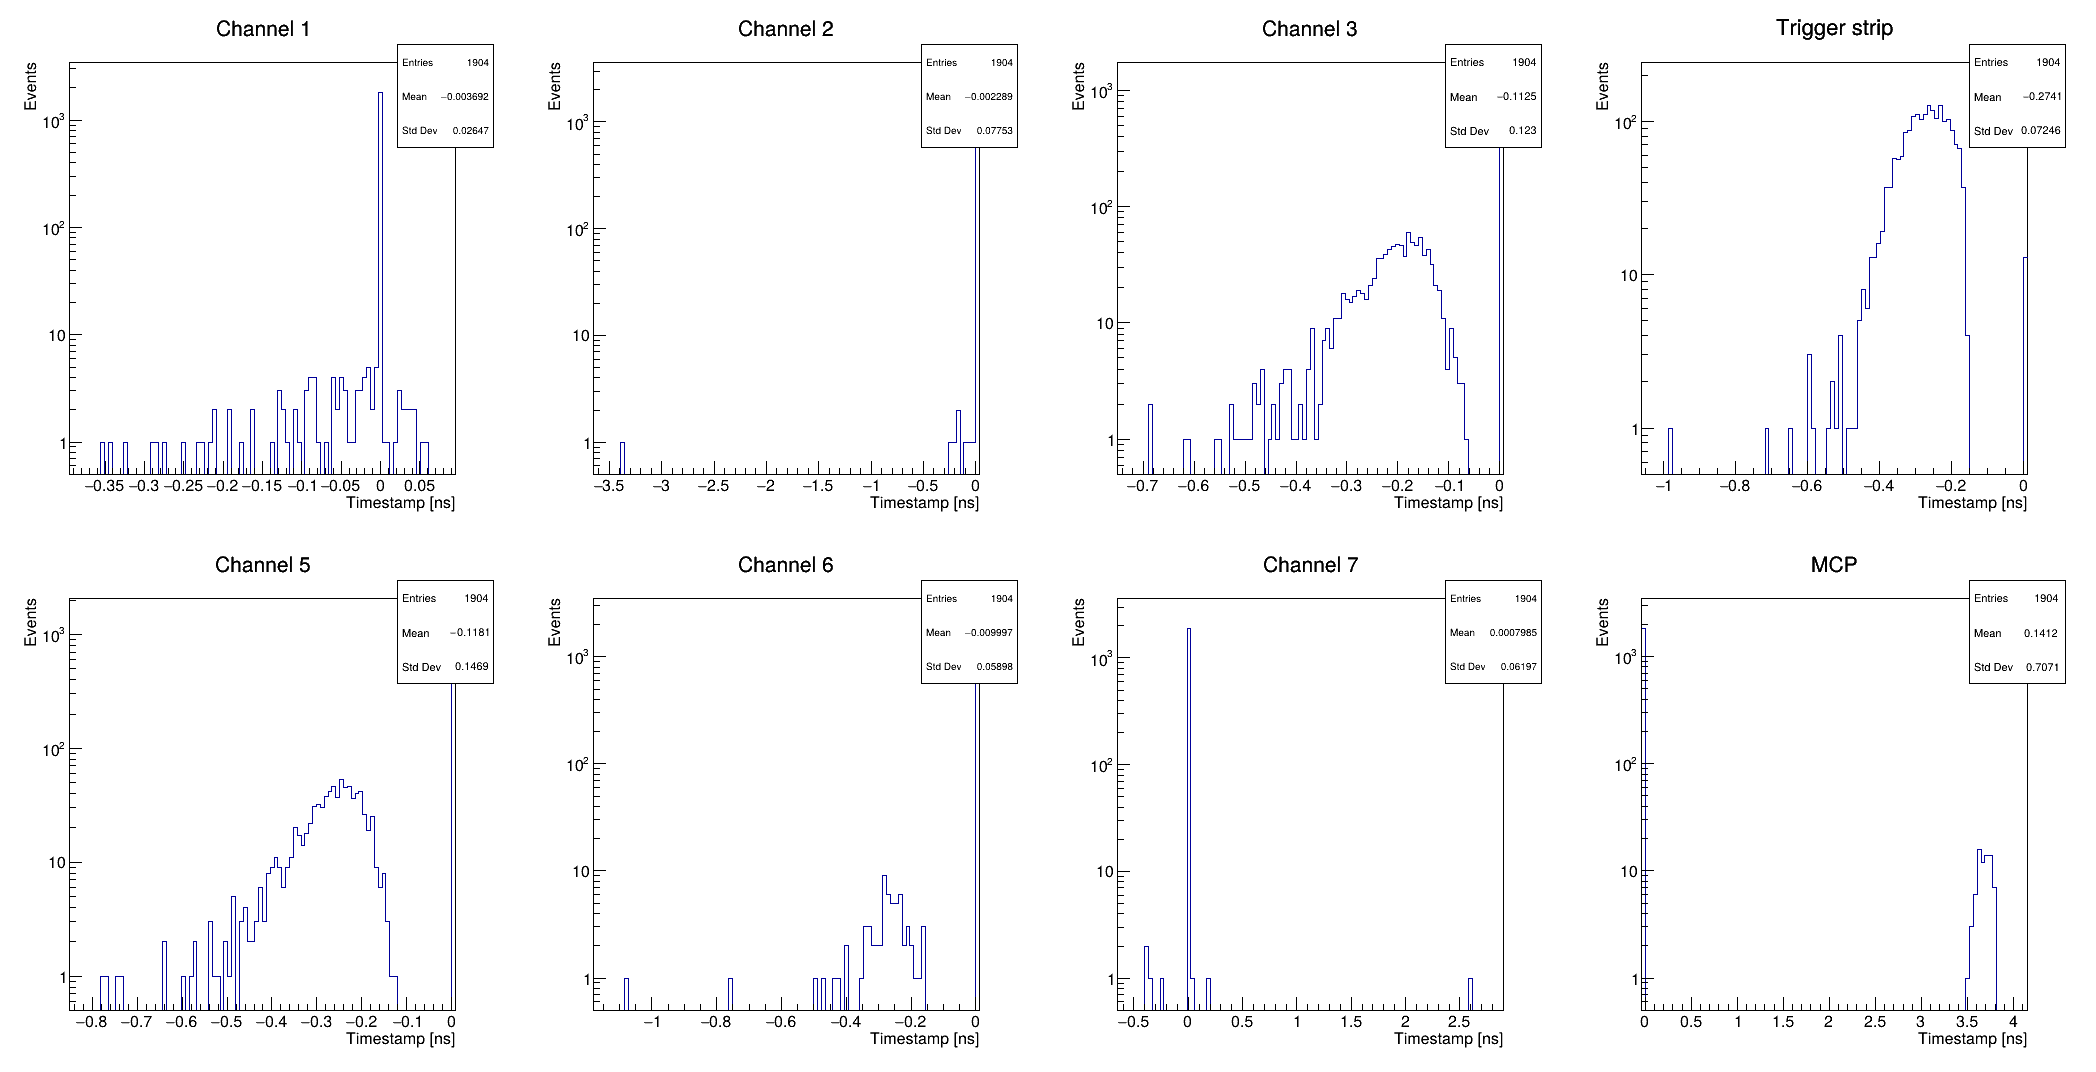 Channel 1
Events
Entries 1904
Mean −0.003692
Std Dev 0.02647
10³
10²
10
1
−0.35 −0.3 −0.25 −0.2 −0.15 −0.1 −0.05 0 0.05
Timestamp [ns]
Channel 2
Events
Entries 1904
Mean −0.002289
Std Dev 0.07753
10³
10²
10
1
−3.5 −3 −2.5 −2 −1.5 −1 −0.5 0
Timestamp [ns]
Channel 3
Events
Entries 1904
Mean −0.1125
Std Dev 0.123
10³
10²
10
1
−0.7 −0.6 −0.5 −0.4 −0.3 −0.2 −0.1 0
Timestamp [ns]
Trigger strip
Events
Entries 1904
Mean −0.2741
Std Dev 0.07246
10²
10
1
−1 −0.8 −0.6 −0.4 −0.2 0
Timestamp [ns]
Channel 5
Events
Entries 1904
Mean −0.1181
Std Dev 0.1469
10³
10²
10
1
−0.8 −0.7 −0.6 −0.5 −0.4 −0.3 −0.2 −0.1 0
Timestamp [ns]
Channel 6
Events
Entries 1904
Mean −0.009997
Std Dev 0.05898
10³
10²
10
1
−1 −0.8 −0.6 −0.4 −0.2 0
Timestamp [ns]
Channel 7
Events
Entries 1904
Mean 0.0007985
Std Dev 0.06197
10³
10²
10
1
−0.5 0 0.5 1 1.5 2 2.5
Timestamp [ns]
MCP
Events
Entries 1904
Mean 0.1412
Std Dev 0.7071
10³
10²
10
1
0 0.5 1 1.5 2 2.5 3 3.5 4
Timestamp [ns]